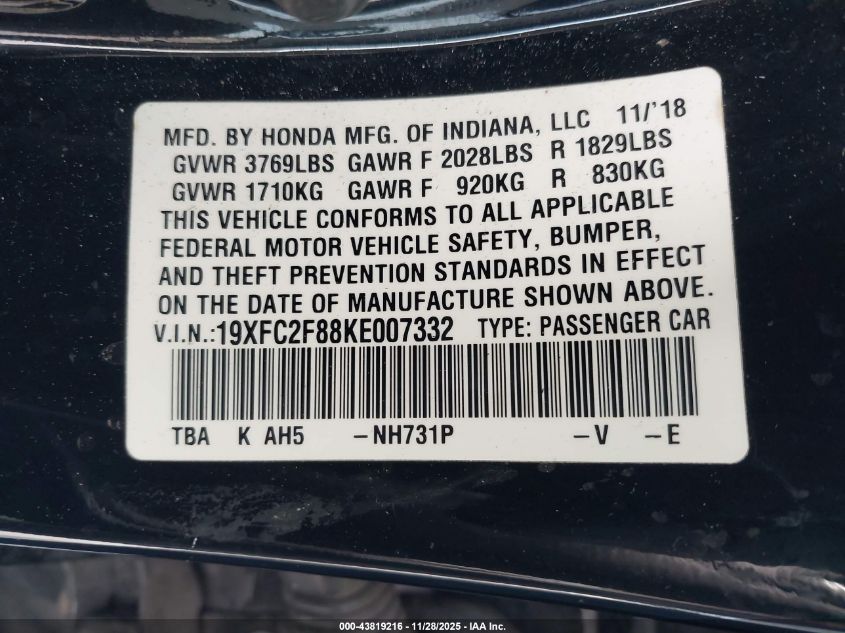 MFD. BY HONDA MFG. OF INDIANA, LLC 11/'18
GVWR 3769LBS GAWR F 2028LBS R 1829LBS
GVWR 1710KG GAWR F 920KG R 830KG
THIS VEHICLE CONFORMS TO ALL APPLICABLE
FEDERAL MOTOR VEHICLE SAFETY, BUMPER,
AND THEFT PREVENTION STANDARDS IN EFFECT
ON THE DATE OF MANUFACTURE SHOWN ABOVE.
V.I.N.:19XFC2F88KE007332 TYPE: PASSENGER CAR
TBA K AH5 –NH731P –V –E
000-43819216 - 11/28/2025 - IAA Inc.